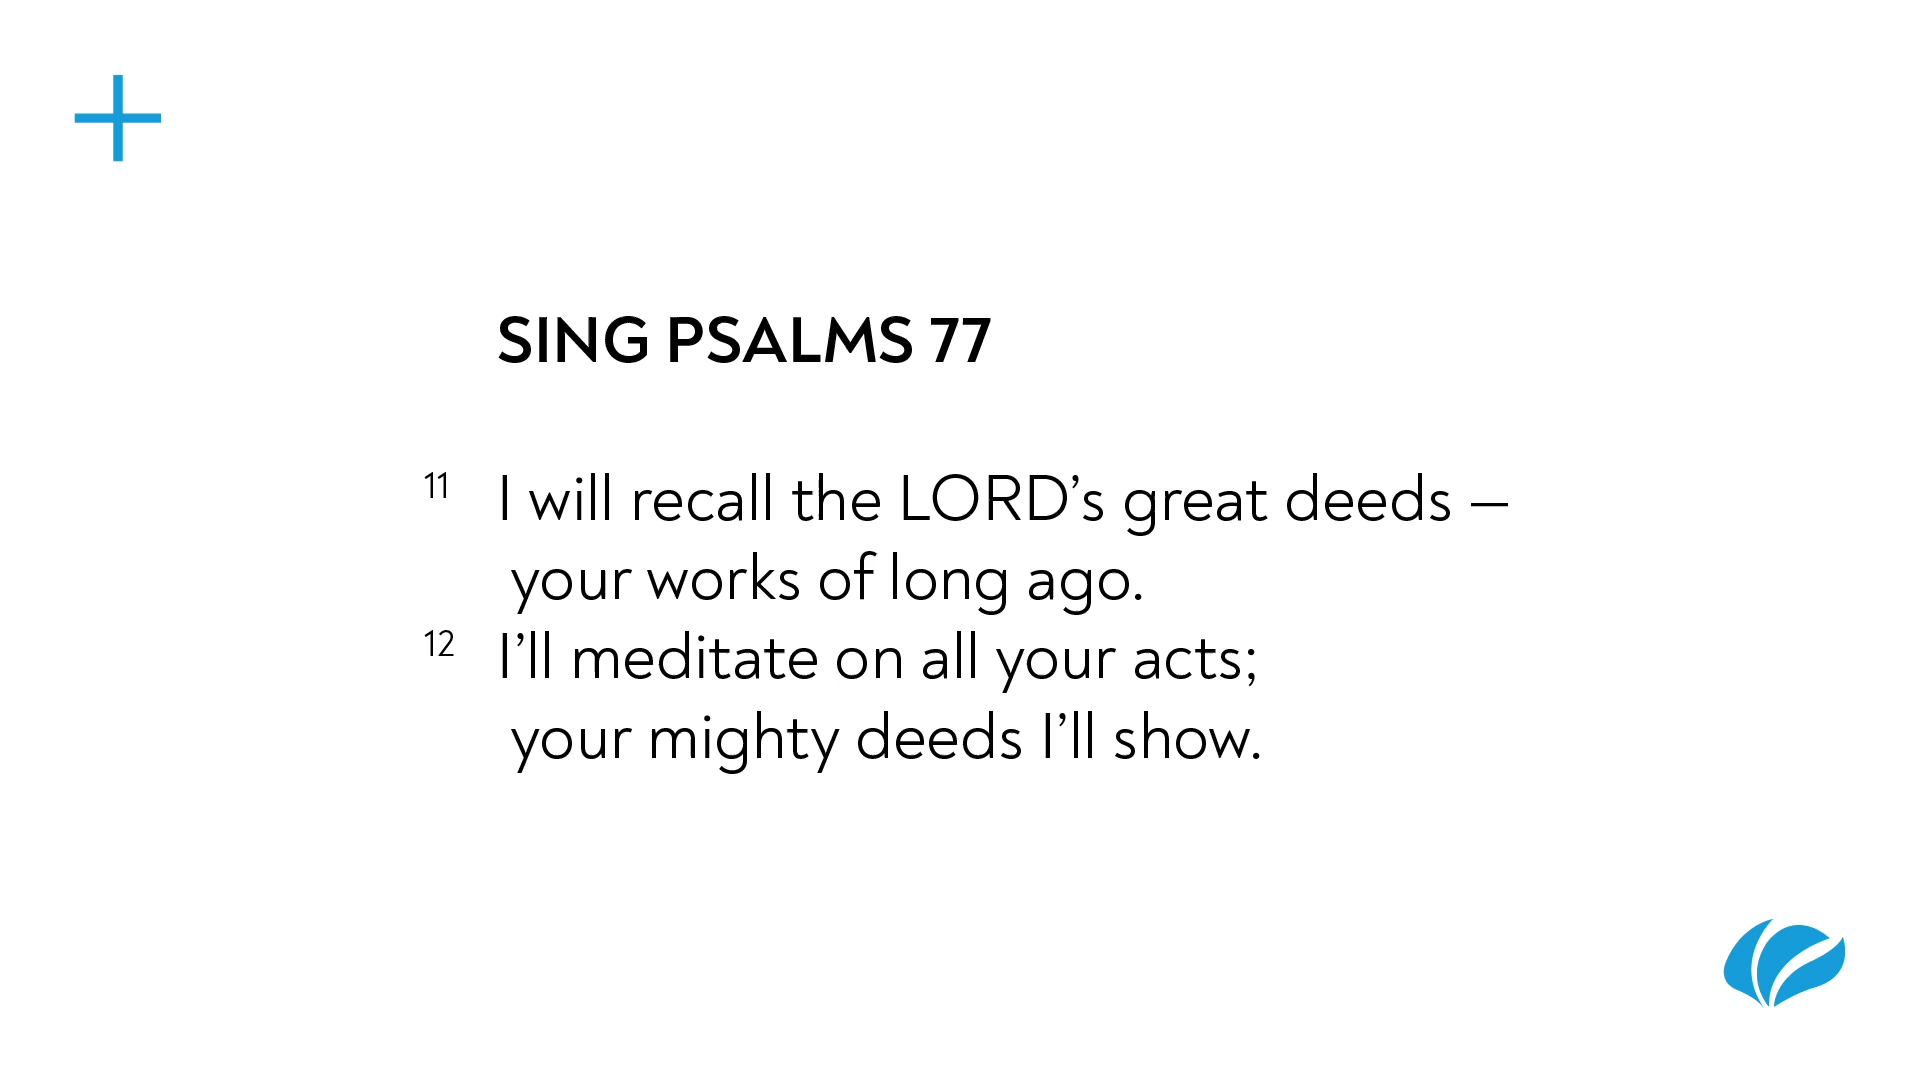 SING PSALMS 77
11 I will recall the LORD’s great deeds –
your works of long ago.
12 I’ll meditate on all your acts;
your mighty deeds I’ll show.